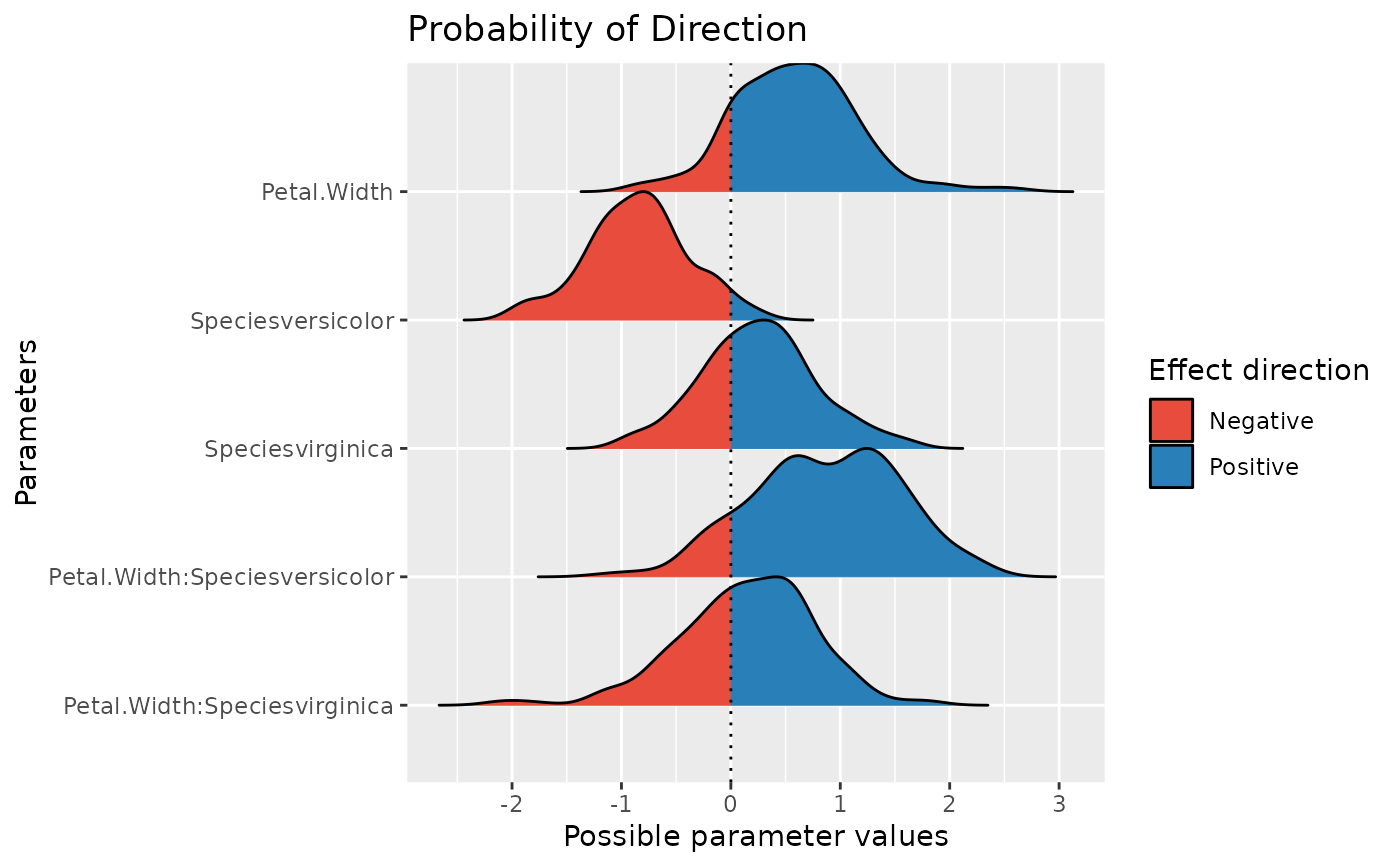 Probability of Direction
Parameters
Petal.Width
Speciesversicolor
Speciesvirginica
Petal.Width:Speciesversicolor
Petal.Width:Speciesvirginica
-2 -1 0 1 2 3
Possible parameter values
Effect direction
Negative
Positive